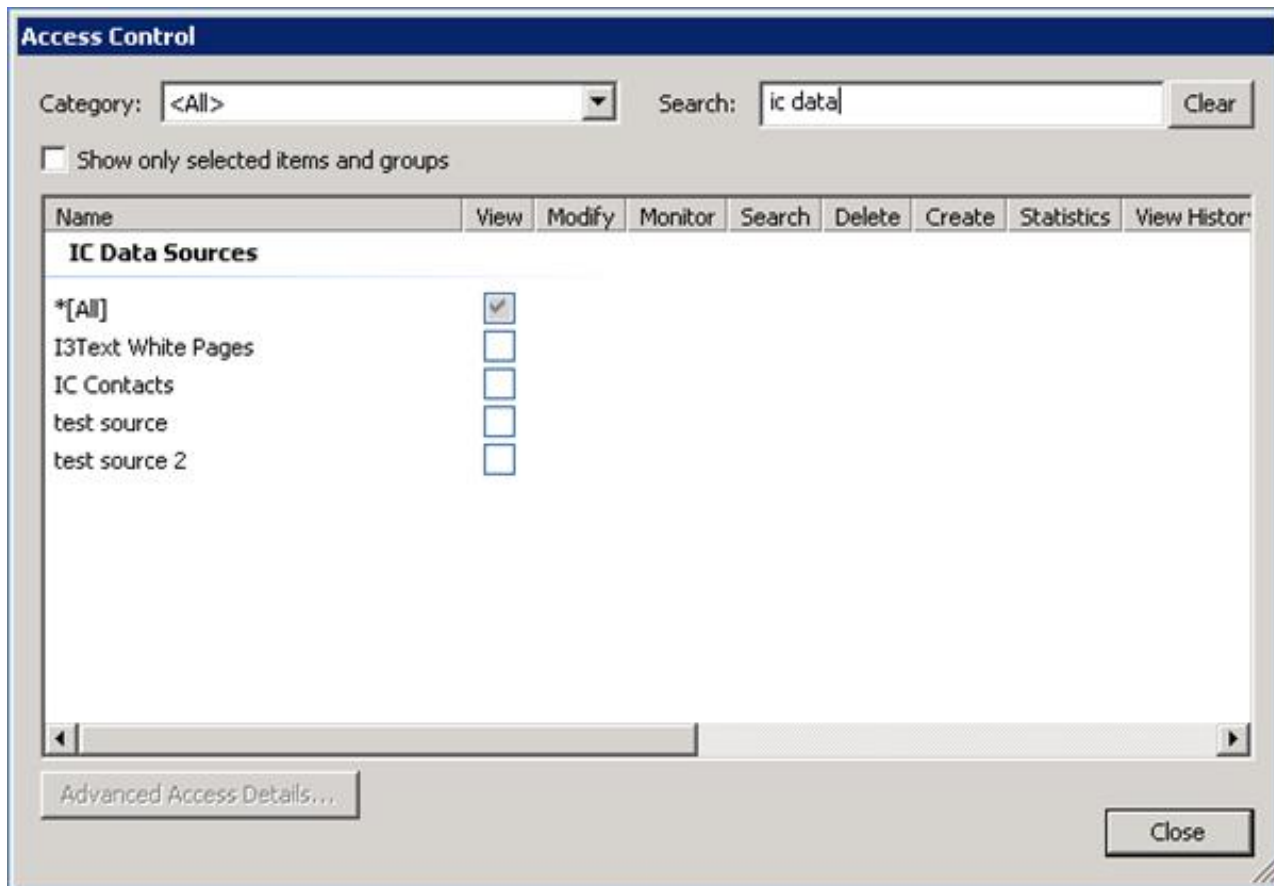 Access Control
Category: <All> Search: ic data Clear
Show only selected items and groups
Name View Modify Monitor Search Delete Create Statistics View Histor
IC Data Sources
*[All]
I3Text White Pages
IC Contacts
test source
test source 2
Advanced Access Details...
Close